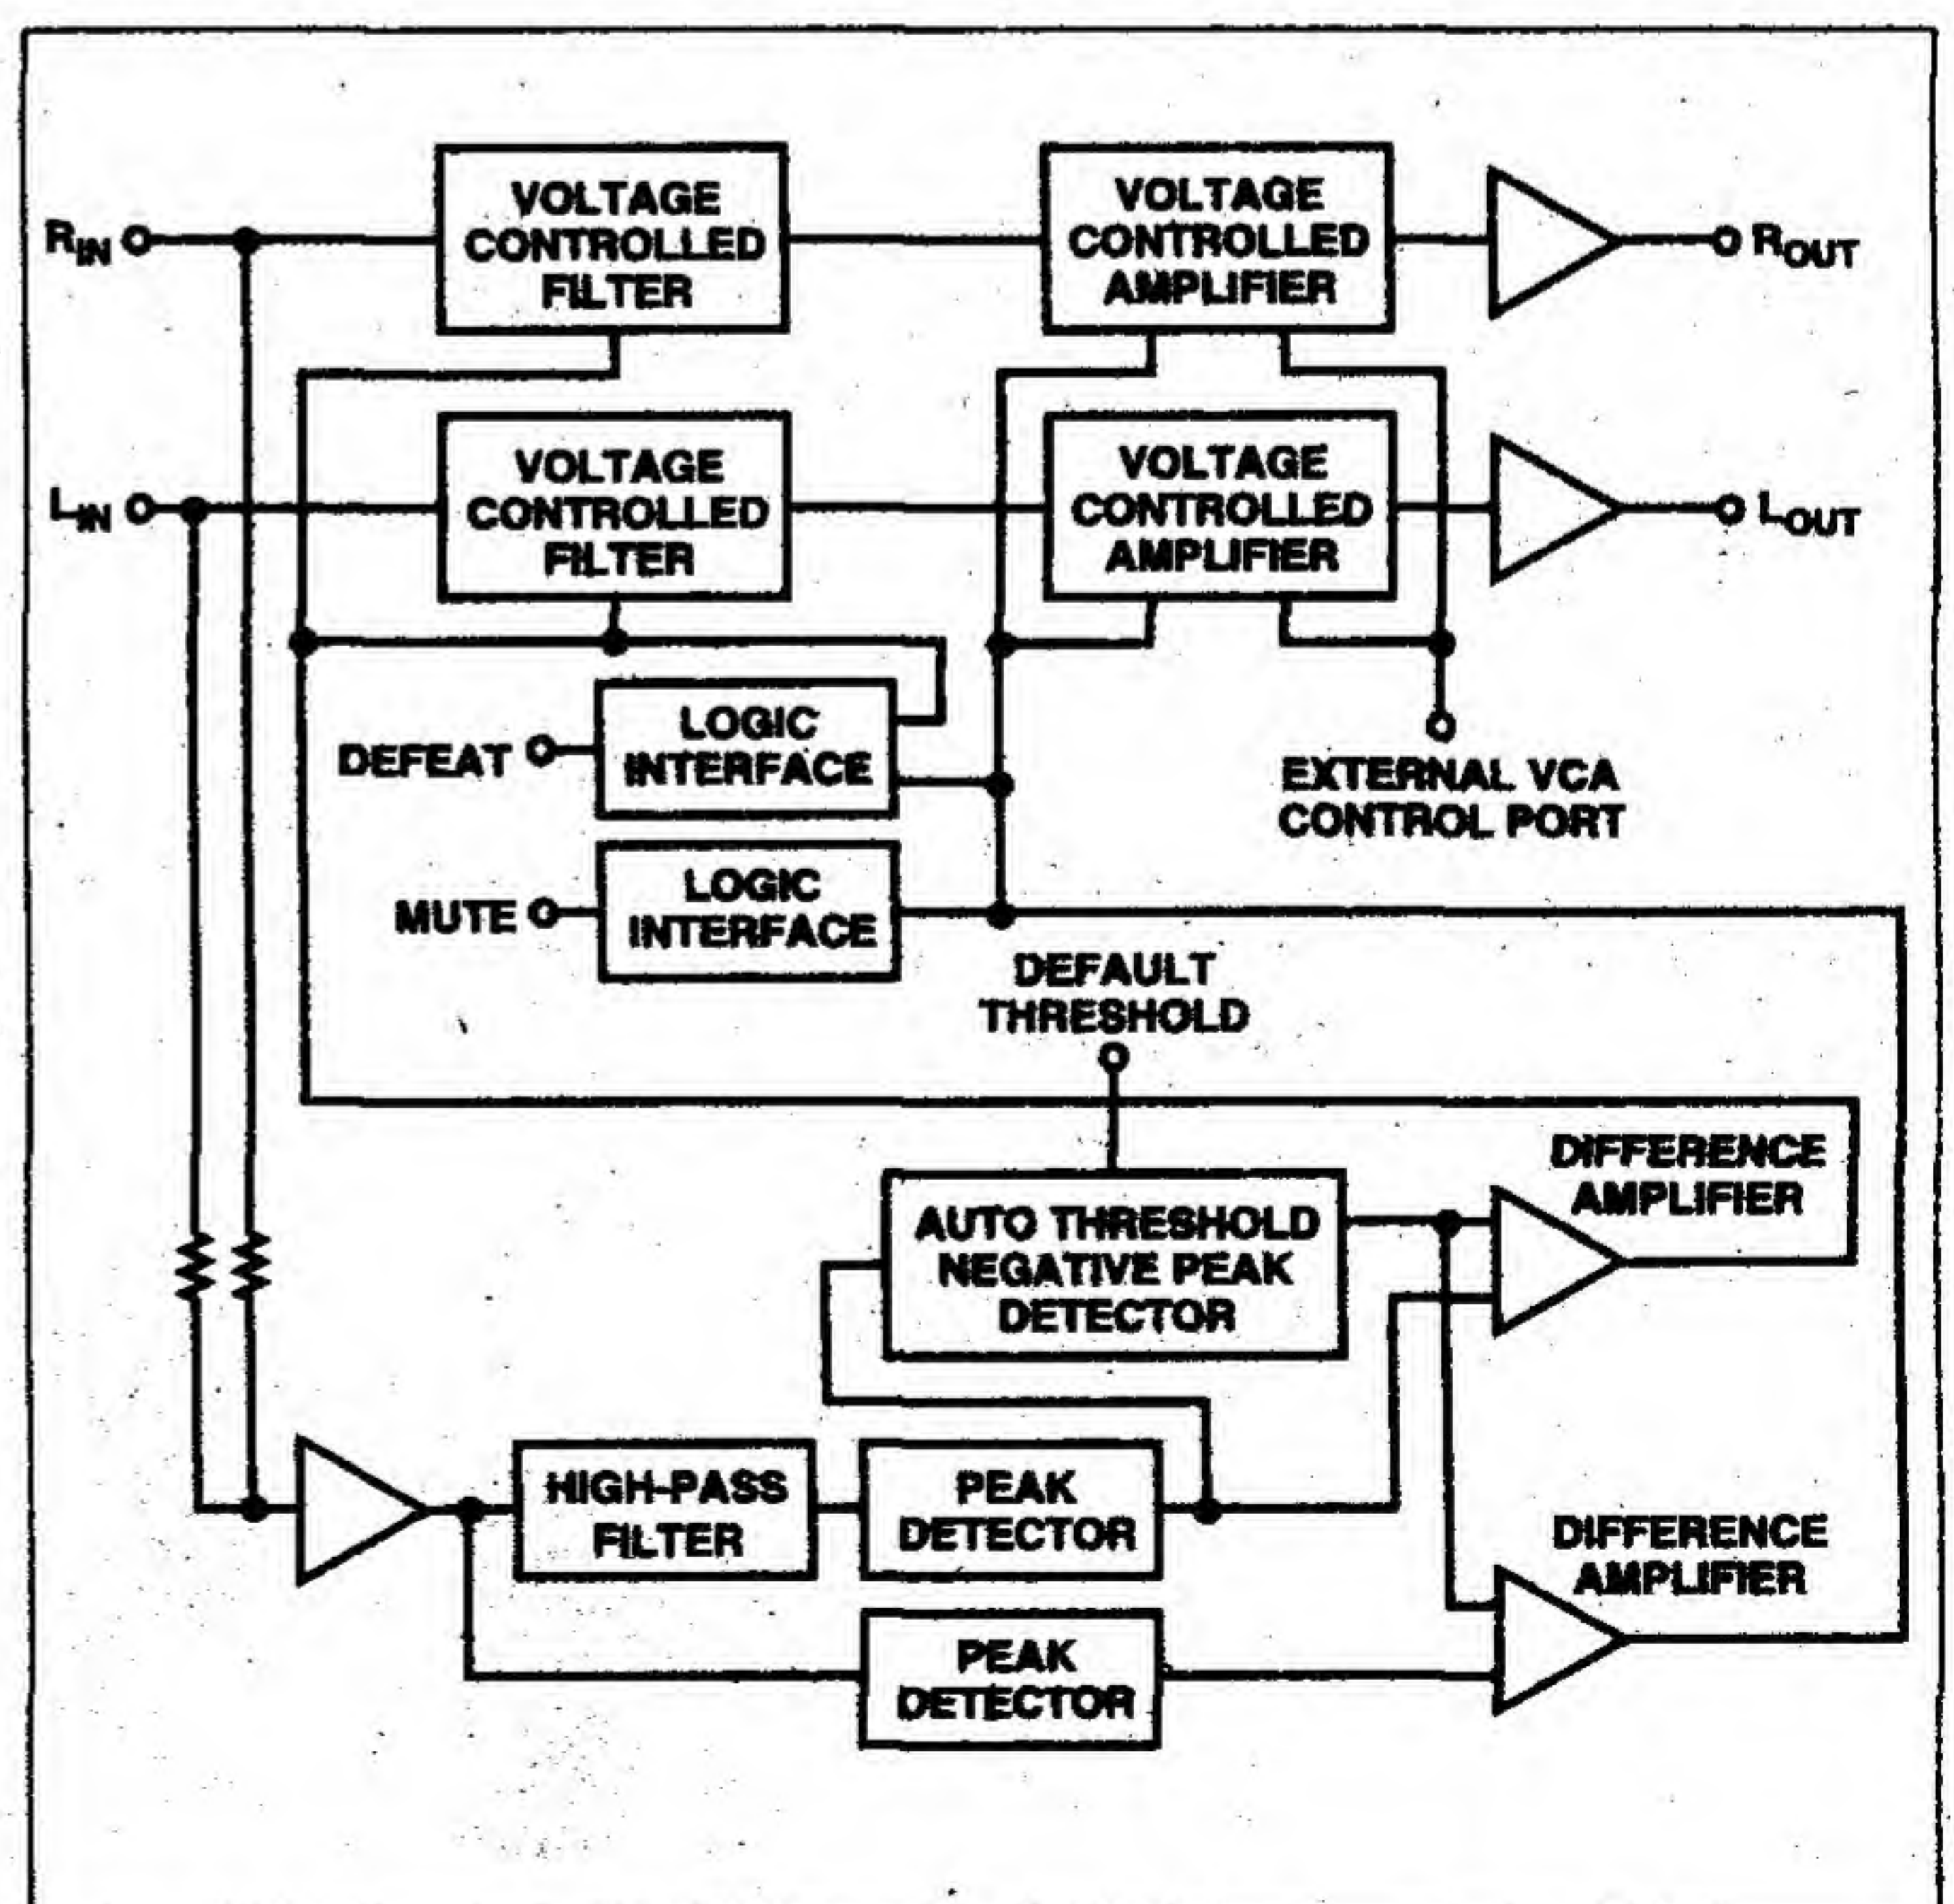 VOLTAGE
CONTROLLED
FILTER
VOLTAGE
CONTROLLED
AMPLIFIER
RIN
ROUT
VOLTAGE
CONTROLLED
FILTER
VOLTAGE
CONTROLLED
AMPLIFIER
LIN
LOUT
DEFEAT
LOGIC
INTERFACE
EXTERNAL VCA
CONTROL PORT
MUTE
LOGIC
INTERFACE
DEFAULT
THRESHOLD
AUTO THRESHOLD
NEGATIVE PEAK
DETECTOR
DIFFERENCE
AMPLIFIER
HIGH-PASS
FILTER
PEAK
DETECTOR
DIFFERENCE
AMPLIFIER
PEAK
DETECTOR